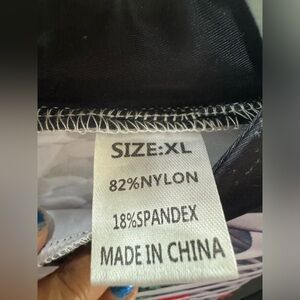 SIZE:XL
82%NYLON
18%SPANDEX
MADE IN CHINA